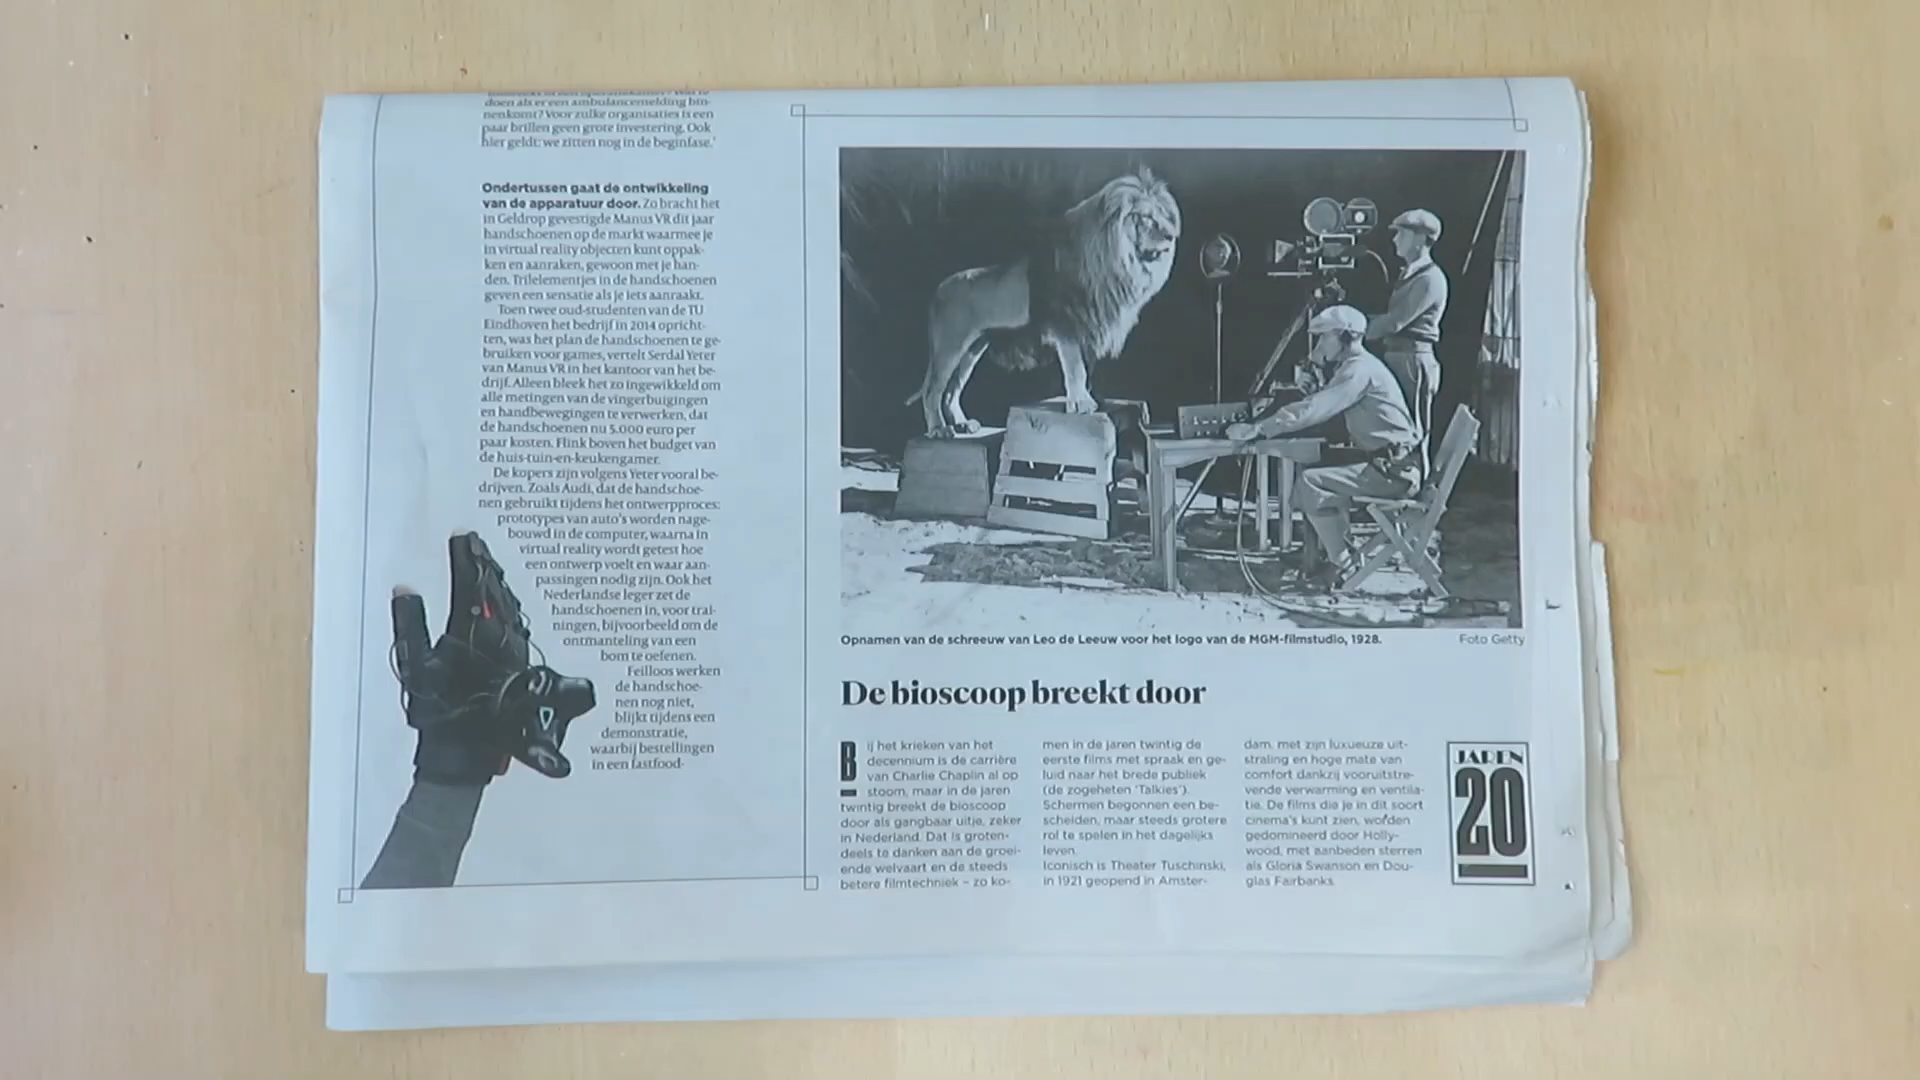 doen als er een ambulancemelding bin-
nenkomt? Voor zulke organisaties is een
paar brillen geen grote investering. Ook
hier geldt: we zitten nog in de beginfase.'
Ondertussen gaat de ontwikkeling
van de apparatuur door. Zo bracht het
in Geldrop gevestigde Manus VR dit jaar
handschoenen op de markt waarmee je
in virtual reality objecten kunt oppak-
ken en aanraken, gewoon met je han-
den. Trilelementjes in de handschoenen
geven een sensatie als je iets aanraakt.
Toen twee oud-studenten van de TU
Eindhoven het bedrijf in 2014 opricht-
ten, was het plan de handschoenen te ge-
bruiken voor games, vertelt Serdal Yeter
van Manus VR in het kantoor van het be-
drijf. Alleen bleek het zo ingewikkeld om
alle metingen van de vingerbuigingen
en handbewegingen te verwerken, dat
de handschoenen nu 5.000 euro per
paar kosten. Flink boven het budget van
de huis-tuin-en-keukengamer.
De kopers zijn volgens Yeter vooral be-
drijven. Zoals Audi, dat de handschoe-
nen gebruikt tijdens het ontwerpproces:
prototypes van auto's worden nage-
bouwd in de computer, waarna in
virtual reality wordt getest hoe
een ontwerp voelt en waar aan-
passingen nodig zijn. Ook het
Nederlandse leger zet de
handschoenen in, voor trai-
ningen, bijvoorbeeld om de
ontmanteling van een
bom te oefenen.
Feilloos werken
de handschoe-
nen nog niet,
blijkt tijdens een
demonstratie,
waarbij bestellingen
in een fastfood-
Opnamen van de schreeuw van Leo de Leeuw voor het logo van de MGM-filmstudio, 1928.
Foto Getty
De bioscoop breekt door
Bij het krieken van het
decennium is de carrière
van Charlie Chaplin al op
stoom, maar in de jaren
twintig breekt de bioscoop
door als gangbaar uitje, zeker
in Nederland. Dat is groten-
deels te danken aan de groei-
ende welvaart en de steeds
betere filmtechniek – zo ko-
men in de jaren twintig de
eerste films met spraak en ge-
luid naar het brede publiek
(de zogeheten 'Talkies').
Schermen begonnen een be-
scheiden, maar steeds grotere
rol te spelen in het dagelijks
leven.
Iconisch is Theater Tuschinski,
in 1921 geopend in Amster-
dam, met zijn luxueuze uit-
straling en hoge mate van
comfort dankzij vooruitstre-
vende verwarming en ventila-
tie. De films die je in dit soort
cinema's kunt zien, worden
gedomineerd door Holly-
wood, met aanbeden sterren
als Gloria Swanson en Dou-
glas Fairbanks.
JAREN
20